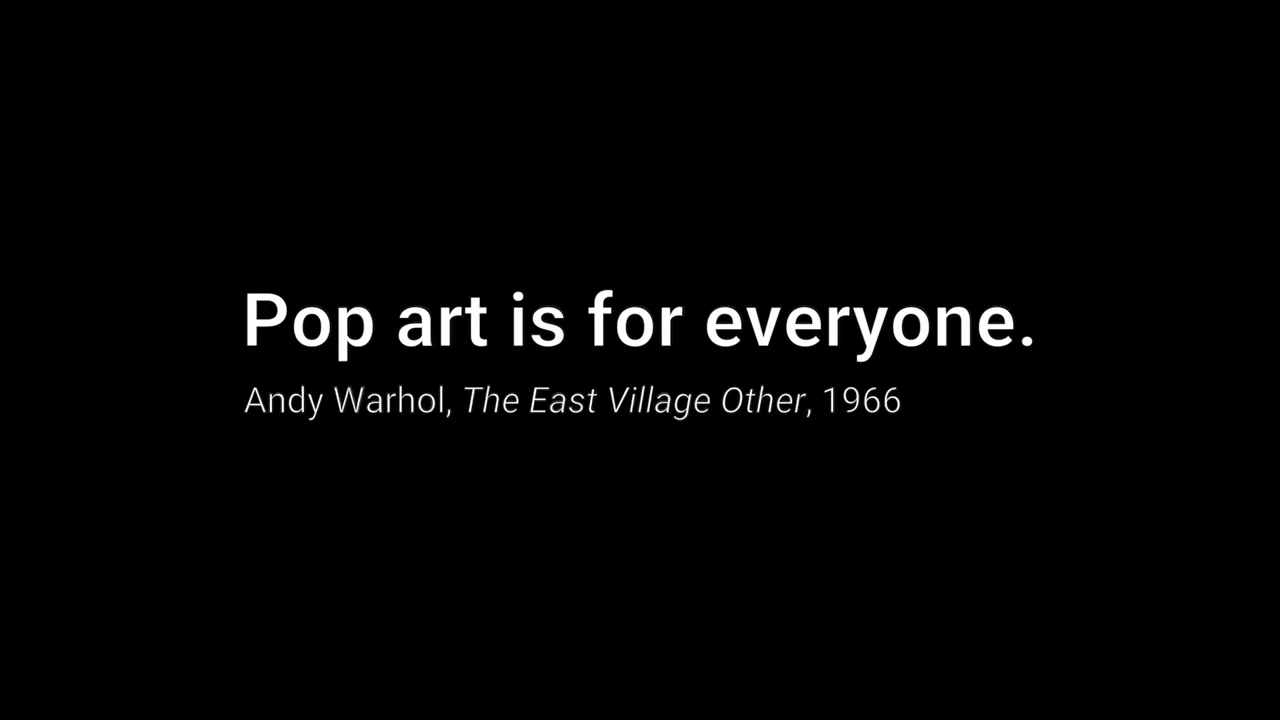 Pop art is for everyone.
Andy Warhol, The East Village Other, 1966